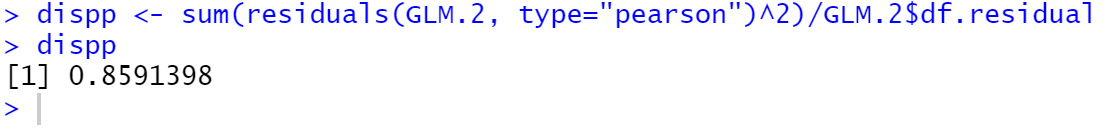 > dispp <- sum(residuals(GLM.2, type="pearson")^2)/GLM.2$df.residual
> dispp
[1] 0.8591398
>